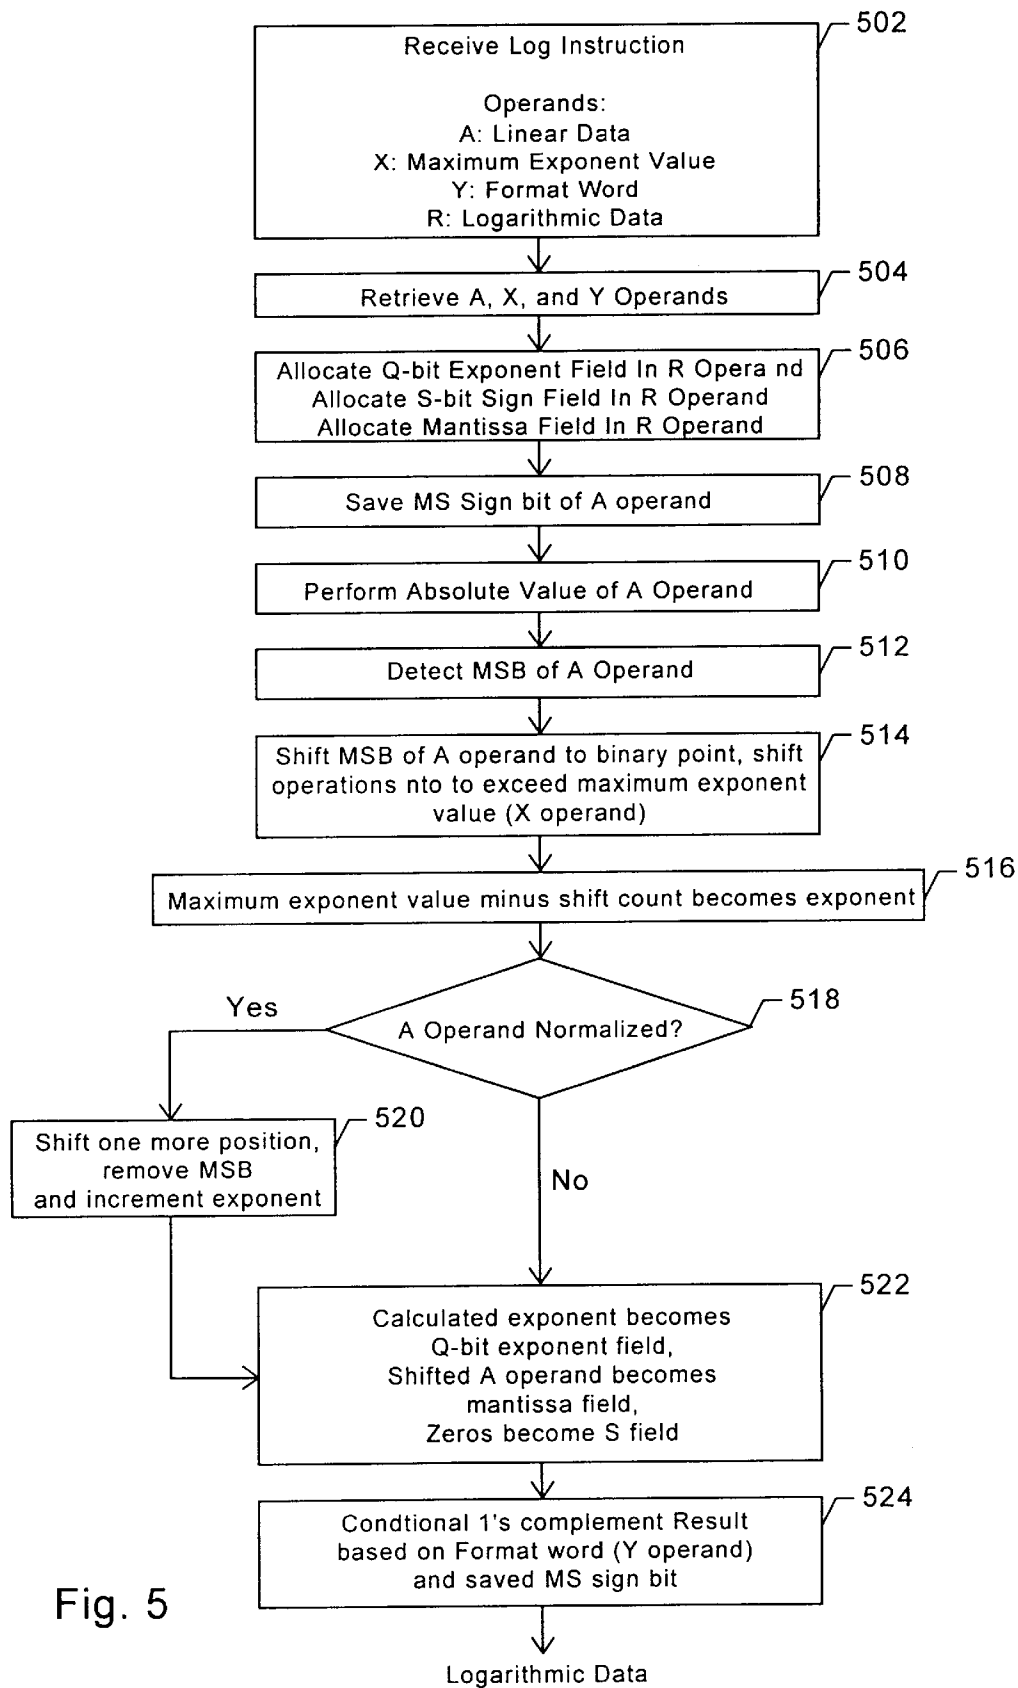 502
Receive Log Instruction
Operands:
A: Linear Data
X: Maximum Exponent Value
Y: Format Word
R: Logarithmic Data
504
Retrieve A, X, and Y Operands
506
Allocate Q-bit Exponent Field In R Opera nd
Allocate S-bit Sign Field In R Operand
Allocate Mantissa Field In R Operand
508
Save MS Sign bit of A operand
510
Perform Absolute Value of A Operand
512
Detect MSB of A Operand
514
Shift MSB of A operand to binary point, shift
operations nto to exceed maximum exponent
value (X operand)
516
Maximum exponent value minus shift count becomes exponent
518
A Operand Normalized?
Yes
520
Shift one more position,
remove MSB
and increment exponent
No
522
Calculated exponent becomes
Q-bit exponent field,
Shifted A operand becomes
mantissa field,
Zeros become S field
524
Condtional 1's complement Result
based on Format word (Y operand)
and saved MS sign bit
Fig. 5
Logarithmic Data